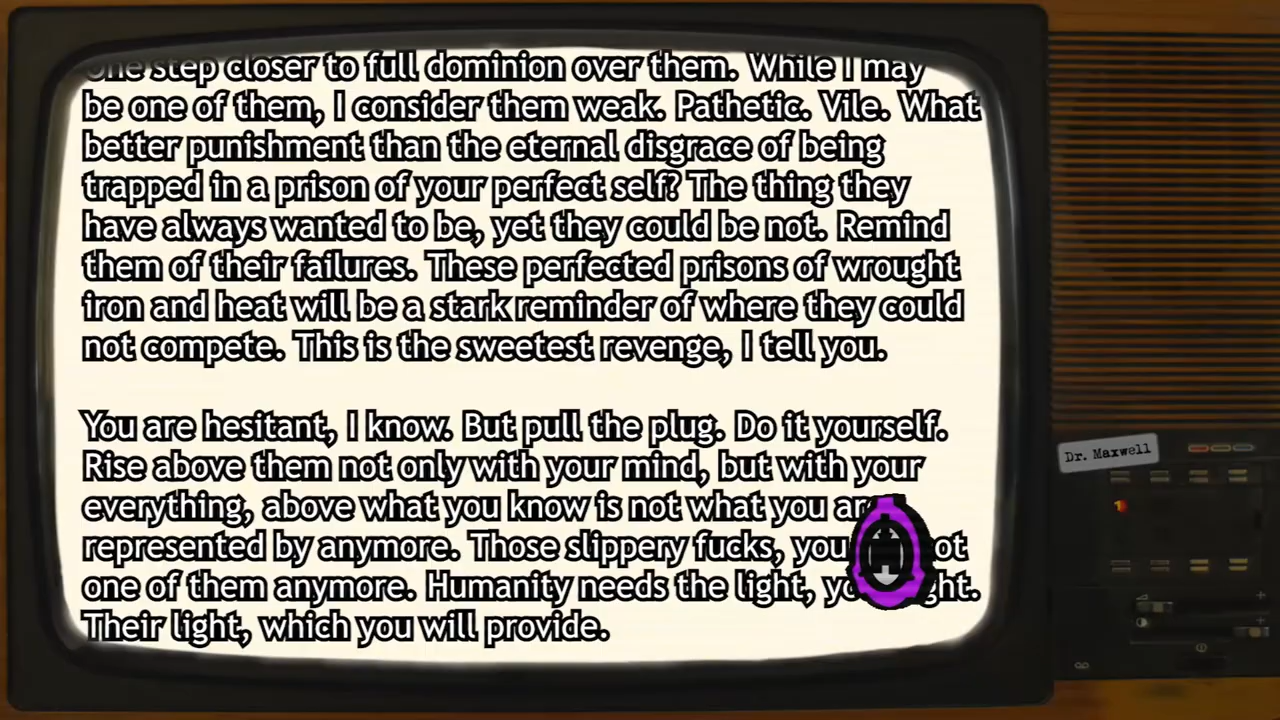 one step closer to full dominion over them. While I may
be one of them, I consider them weak. Pathetic. Vile. What
better punishment than the eternal disgrace of being
trapped in a prison of your perfect self? The thing they
have always wanted to be, yet they could be not. Remind
them of their failures. These perfected prisons of wrought
iron and heat will be a stark reminder of where they could
not compete. This is the sweetest revenge, I tell you.
You are hesitant, I know. But pull the plug. Do it yourself.
Rise above them not only with your mind, but with your
everything, above what you know is not what you
represented by anymore. Those slippery fucks,
one of them anymore. Humanity needs the light,
Their light, which you will provide.
Dr. Maxwell